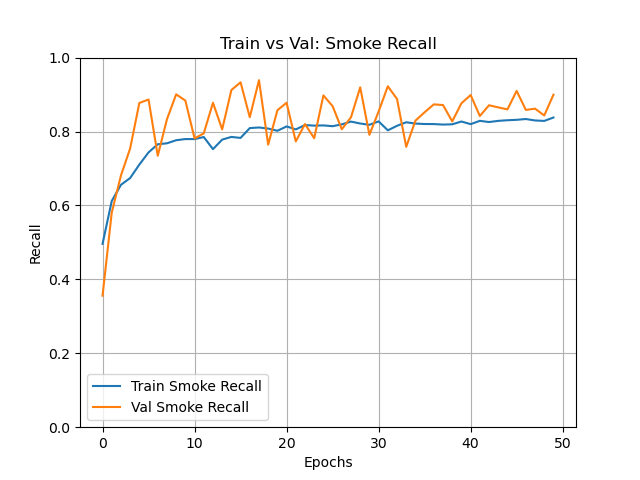 Train vs Val: Smoke Recall
1.0
0.8
0.6
0.4
0.2
0.0
Recall
Train Smoke Recall
Val Smoke Recall
0 10 20 30 40 50
Epochs